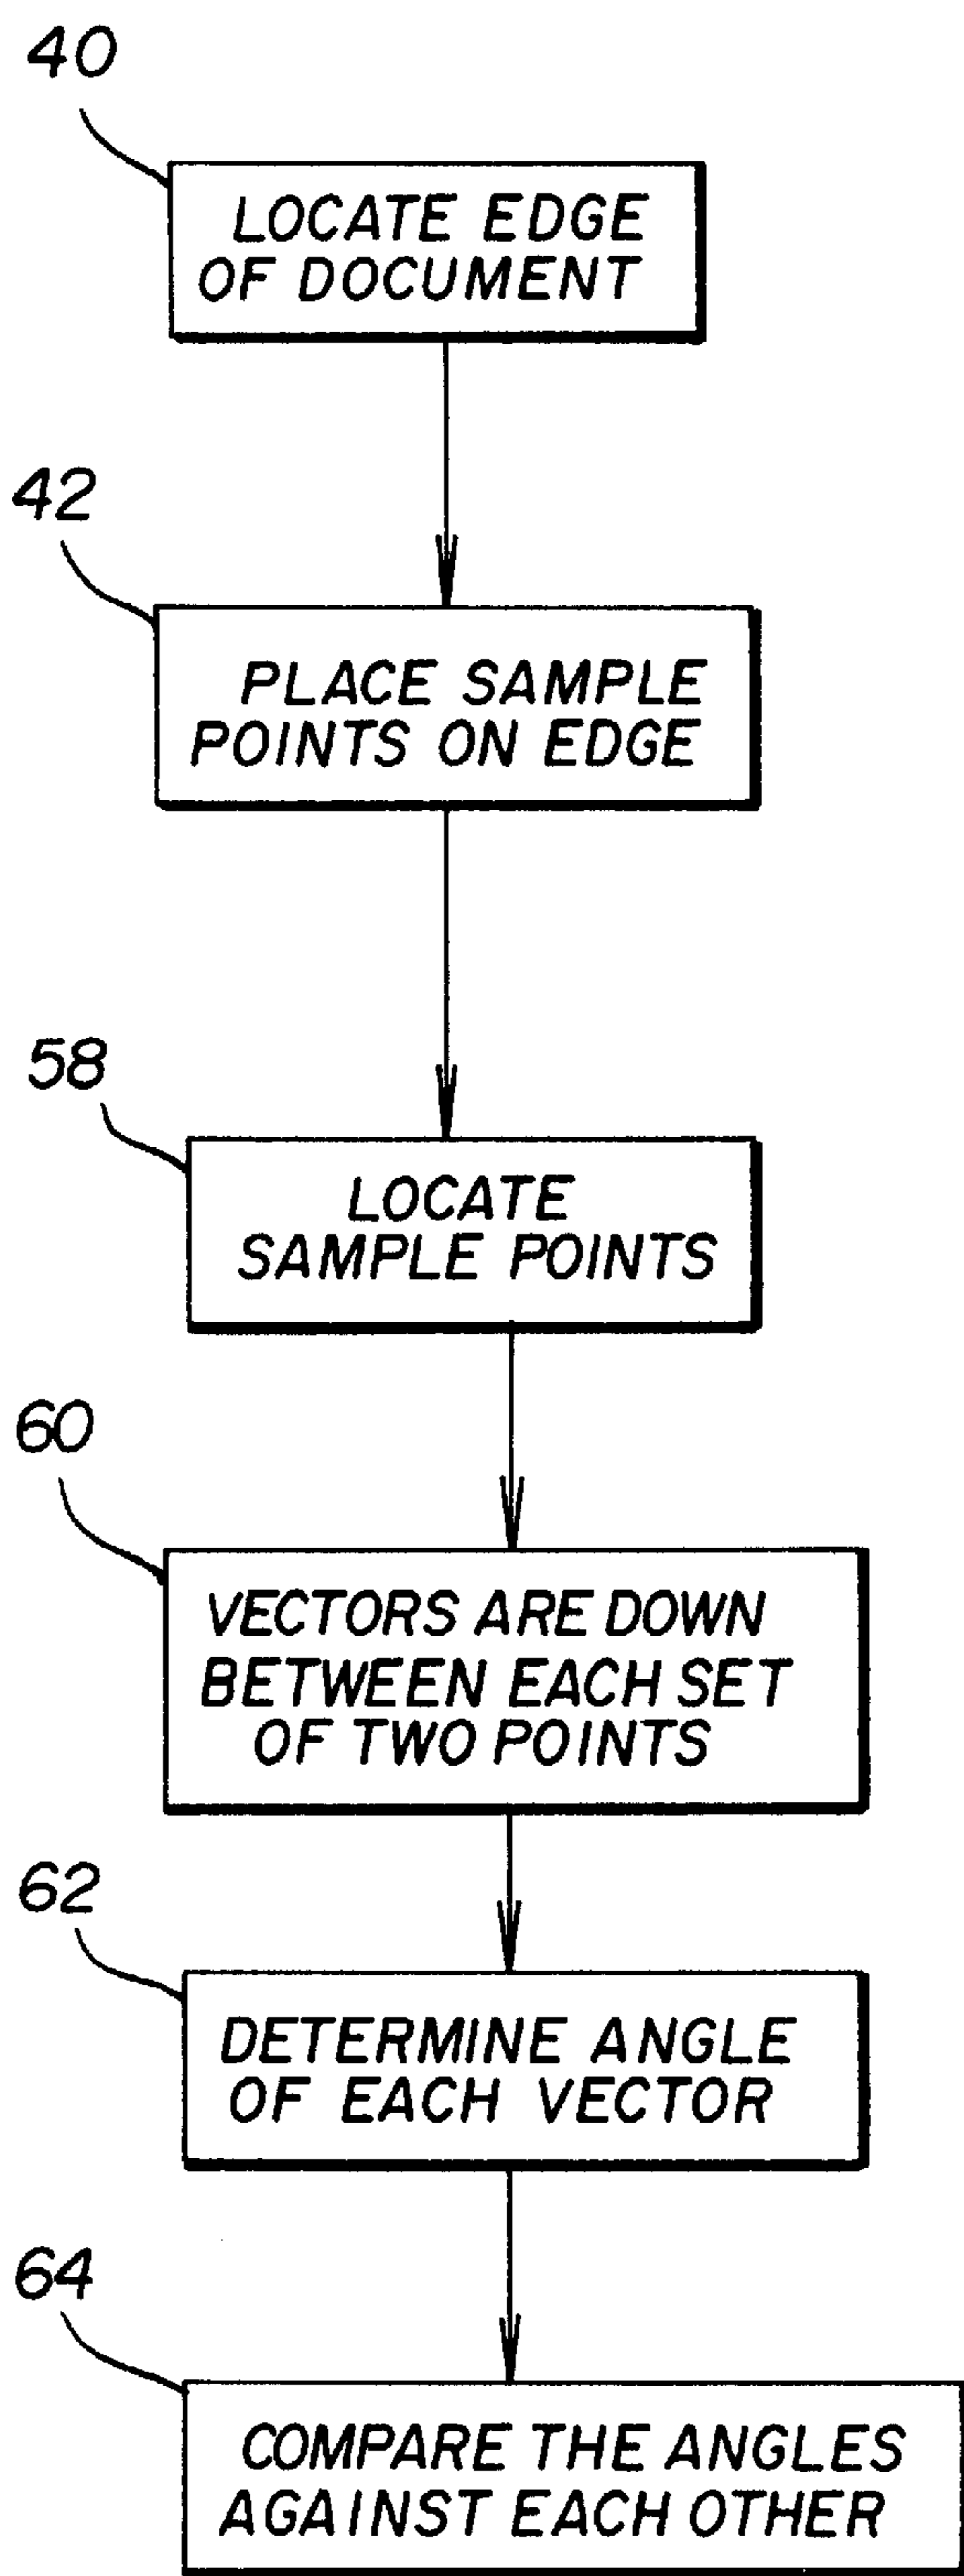 40
LOCATE EDGE
OF DOCUMENT
42
PLACE SAMPLE
POINTS ON EDGE
58
LOCATE
SAMPLE POINTS
60
VECTORS ARE DOWN
BETWEEN EACH SET
OF TWO POINTS
62
DETERMINE ANGLE
OF EACH VECTOR
64
COMPARE THE ANGLES
AGAINST EACH OTHER